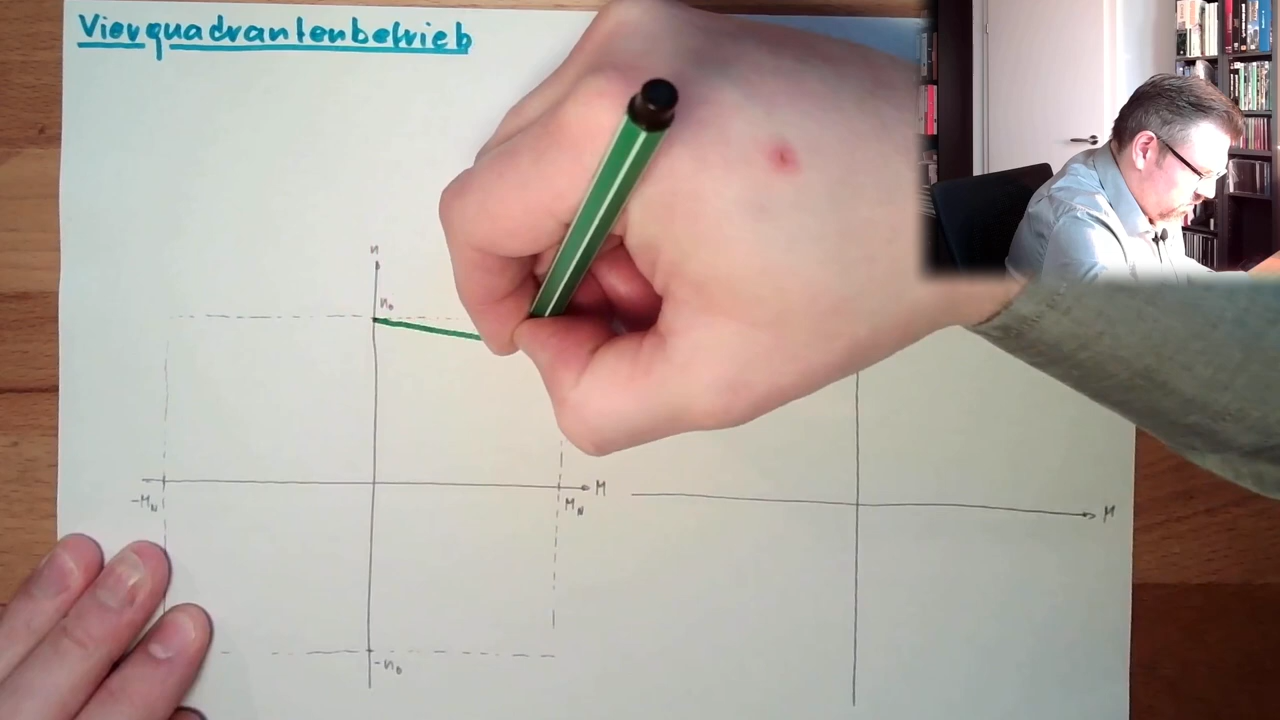 Vierquadrantenbetrieb
n
n₀
-M_N
M
M_N
M
-n₀